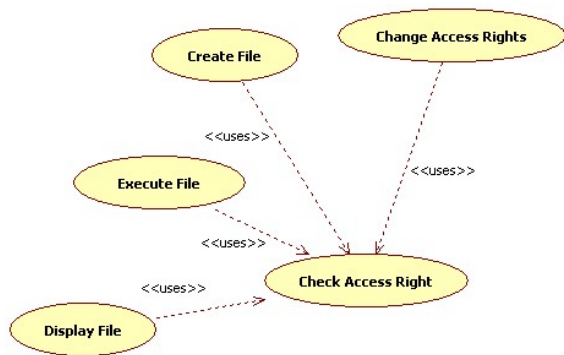 Change Access Rights
Create File
<<uses>>
<<uses>>
Execute File
<<uses>>
Check Access Right
<<uses>>
Display File